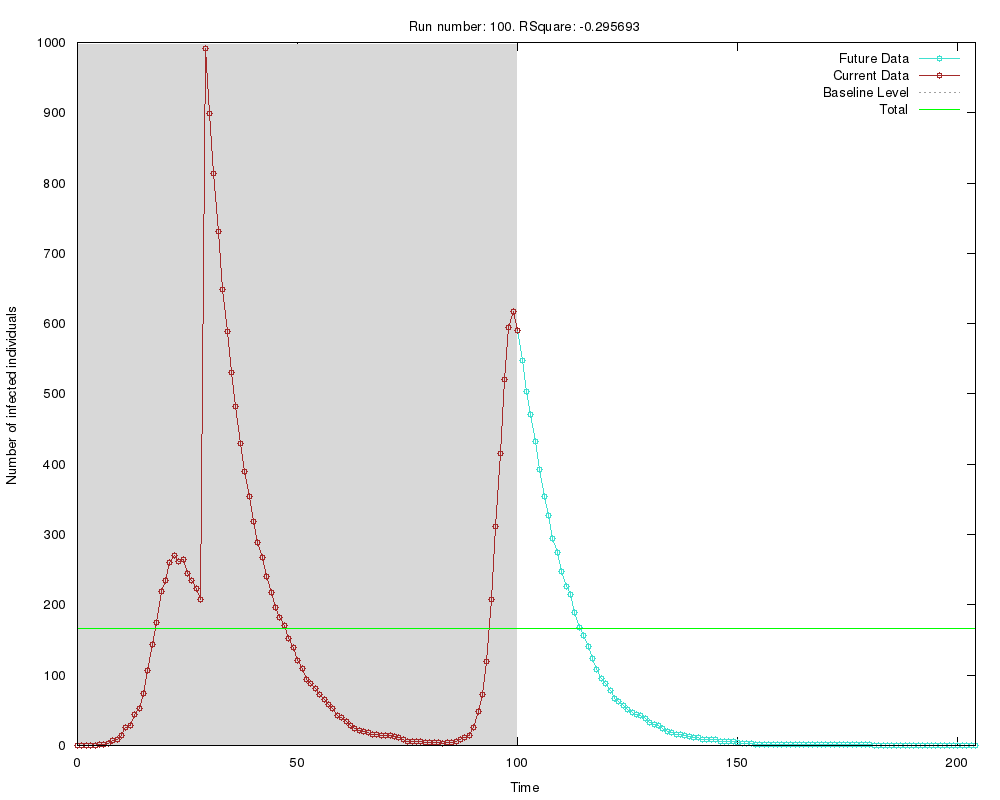 Run number: 100. RSquare: -0.295693
Future Data
Current Data
Baseline Level
Total
Number of infected individuals
1000
900
800
700
600
500
400
300
200
100
0
0 50 100 150 200
Time